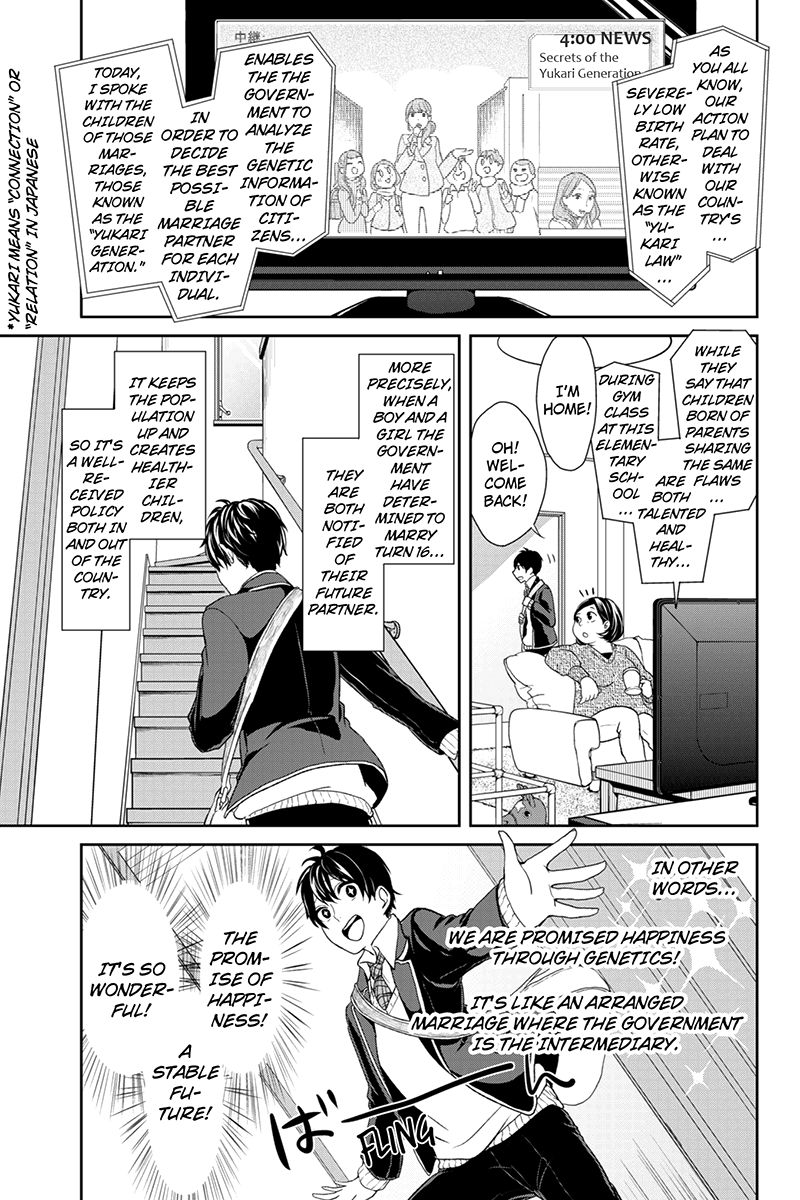 中継
4:00 NEWS
Secrets of the
Yukari Generation
AS
YOU ALL
KNOW,
OUR
ACTION
PLAN TO
DEAL
WITH
OUR
COUN-
TRY'S
...
SEVERE-
LY LOW
BIRTH
RATE,
OTHER-
WISE
KNOWN
AS THE
"YU-
KARI
LAW"
...
ENABLES
THE THE
GOVERN-
MENT TO
ANALYZE
THE
GENETIC
INFORMA-
TION OF
CITI-
ZENS...
IN
ORDER TO
DECIDE
THE BEST
POSSI-
BLE
MARRIAGE
PARTNER
FOR EACH
INDIVI-
DUAL.
TODAY,
I SPOKE
WITH THE
CHILDREN
OF THOSE
MAR-
RIAGES,
THOSE
KNOWN
AS THE
"YUKARI
GENER-
ATION."
*YUKARI MEANS "CONNECTION" OR
"RELATION" IN JAPANESE
WHILE
THEY
SAY THAT
CHILDREN
BORN OF
PARENTS
SHARING
THE SAME
FLAWS
...
ARE
BOTH
TALENTED
AND
HEAL-
THY...
DURING
GYM
CLASS
AT THIS
ELEMEN-
TARY
SCH-
OOL
...
I'M
HOME!
OH!
WEL-
COME
BACK!
MORE
PRECISELY,
WHEN A
BOY AND A
GIRL THE
GOVERN-
MENT
HAVE
DETER-
MINED TO
MARRY
TURN 16...
THEY
ARE BOTH
NOTI-
FIED
OF
THEIR
FUTURE
PARTNER.
IT KEEPS
THE POP-
ULATION
UP AND
CREATES
HEALTH-
IER
CHIL-
DREN,
SO IT'S
A WELL-
RE-
CEIVED
POLICY
BOTH IN
AND OUT
OF THE
COUN-
TRY.
IN OTHER
WORDS...
WE ARE PROMISED HAPPINESS
THROUGH GENETICS!
IT'S LIKE AN ARRANGED
MARRIAGE WHERE THE GOVERNMENT
IS THE INTERMEDIARY.
THE
PROM-
ISE OF
HAPPI-
NESS!
IT'S SO
WONDER-
FUL!
A
STABLE
FU-
TURE!
ばーっ
FLING